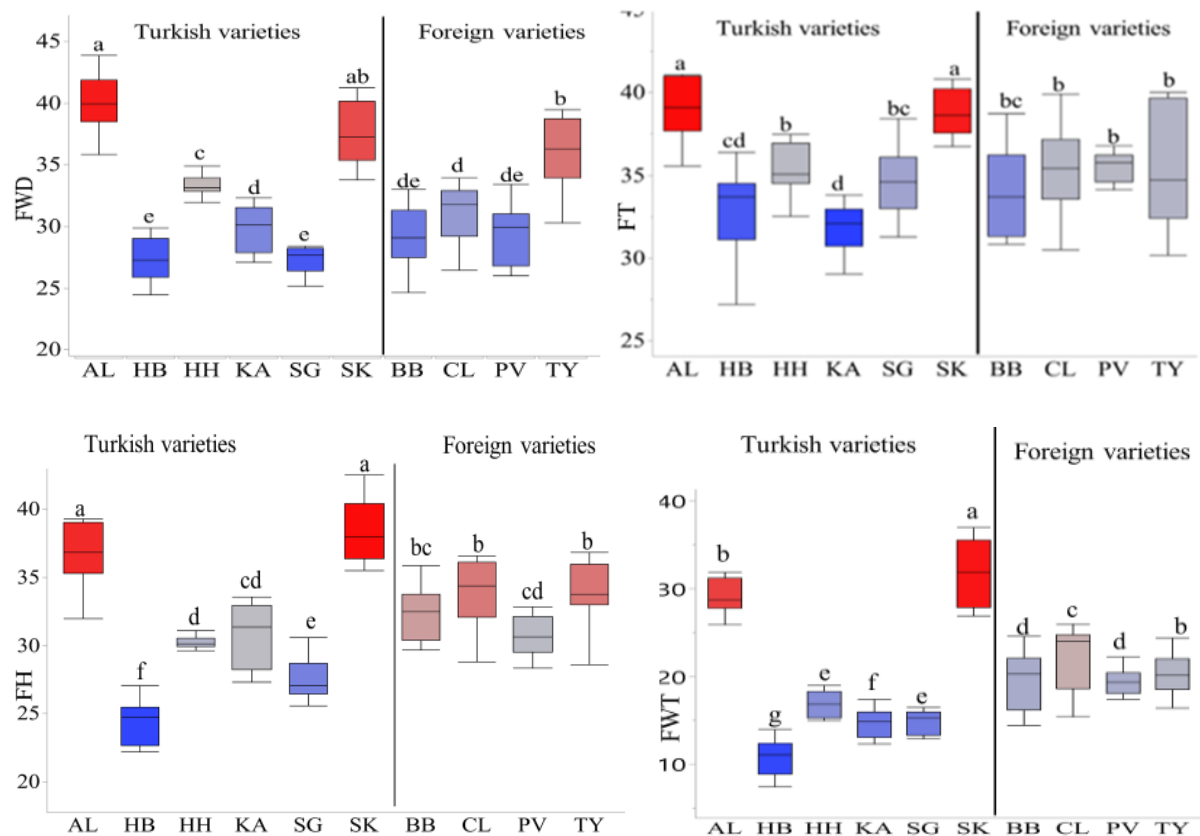 Turkish varieties Foreign varieties
45
40
35
30
25
20
FWD
a
e
c
d
e
ab
de
d
de
b
AL HB HH KA SG SK BB CL PV TY
Turkish varieties Foreign varieties
40
35
30
25
FT
a
cd
b
d
bc
a
bc
b
b
b
AL HB HH KA SG SK BB CL PV TY
Turkish varieties Foreign varieties
40
35
30
25
20
FH
a
f
d
cd
e
a
bc
b
cd
b
AL HB HH KA SG SK BB CL PV TY
Turkish varieties Foreign varieties
40
30
20
10
FWT
b
g
e
f
e
a
d
c
d
b
AL HB HH KA SG SK BB CL PV TY